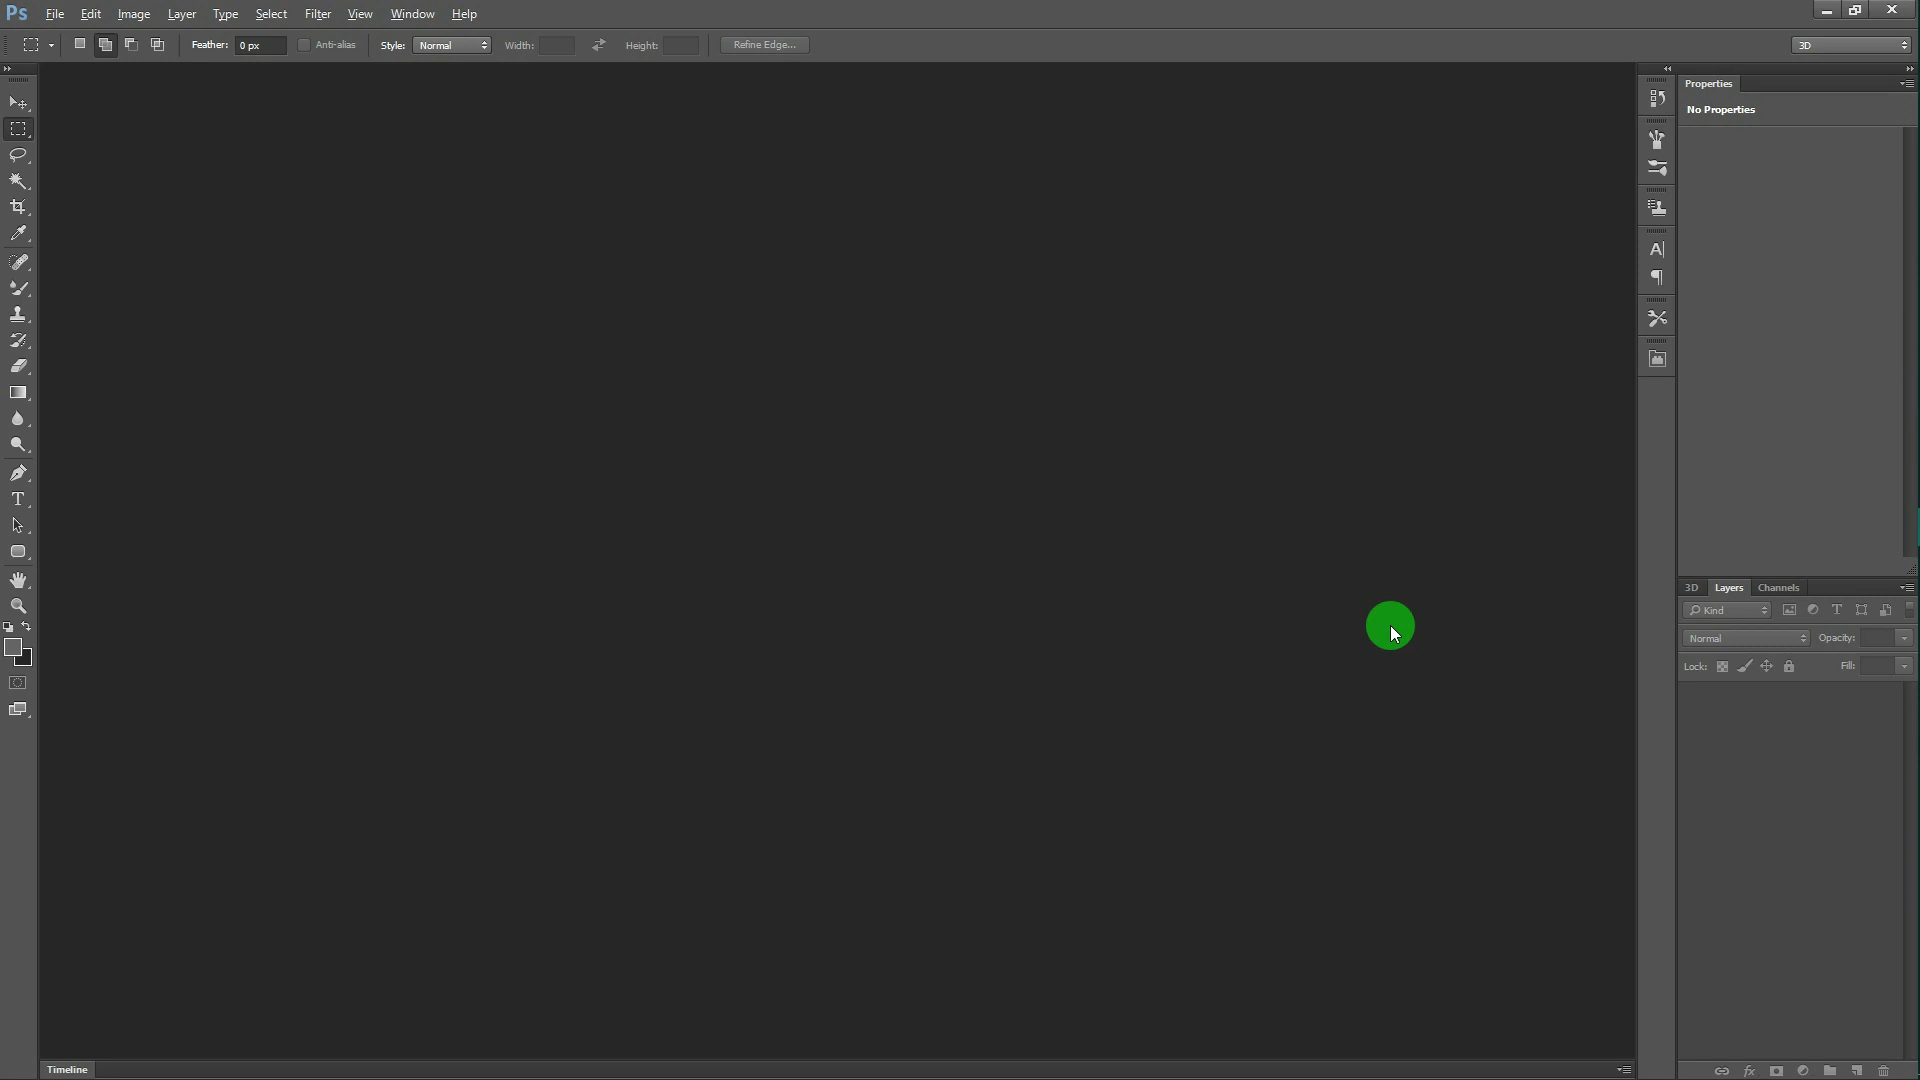 Ps File Edit Image Layer Type Select Filter View Window Help
Feather: 0 px Anti-alias Style: Normal Width: Height: Refine Edge... 3D
Properties
No Properties
3D Layers Channels
Kind
Normal Opacity:
Lock: Fill:
Timeline